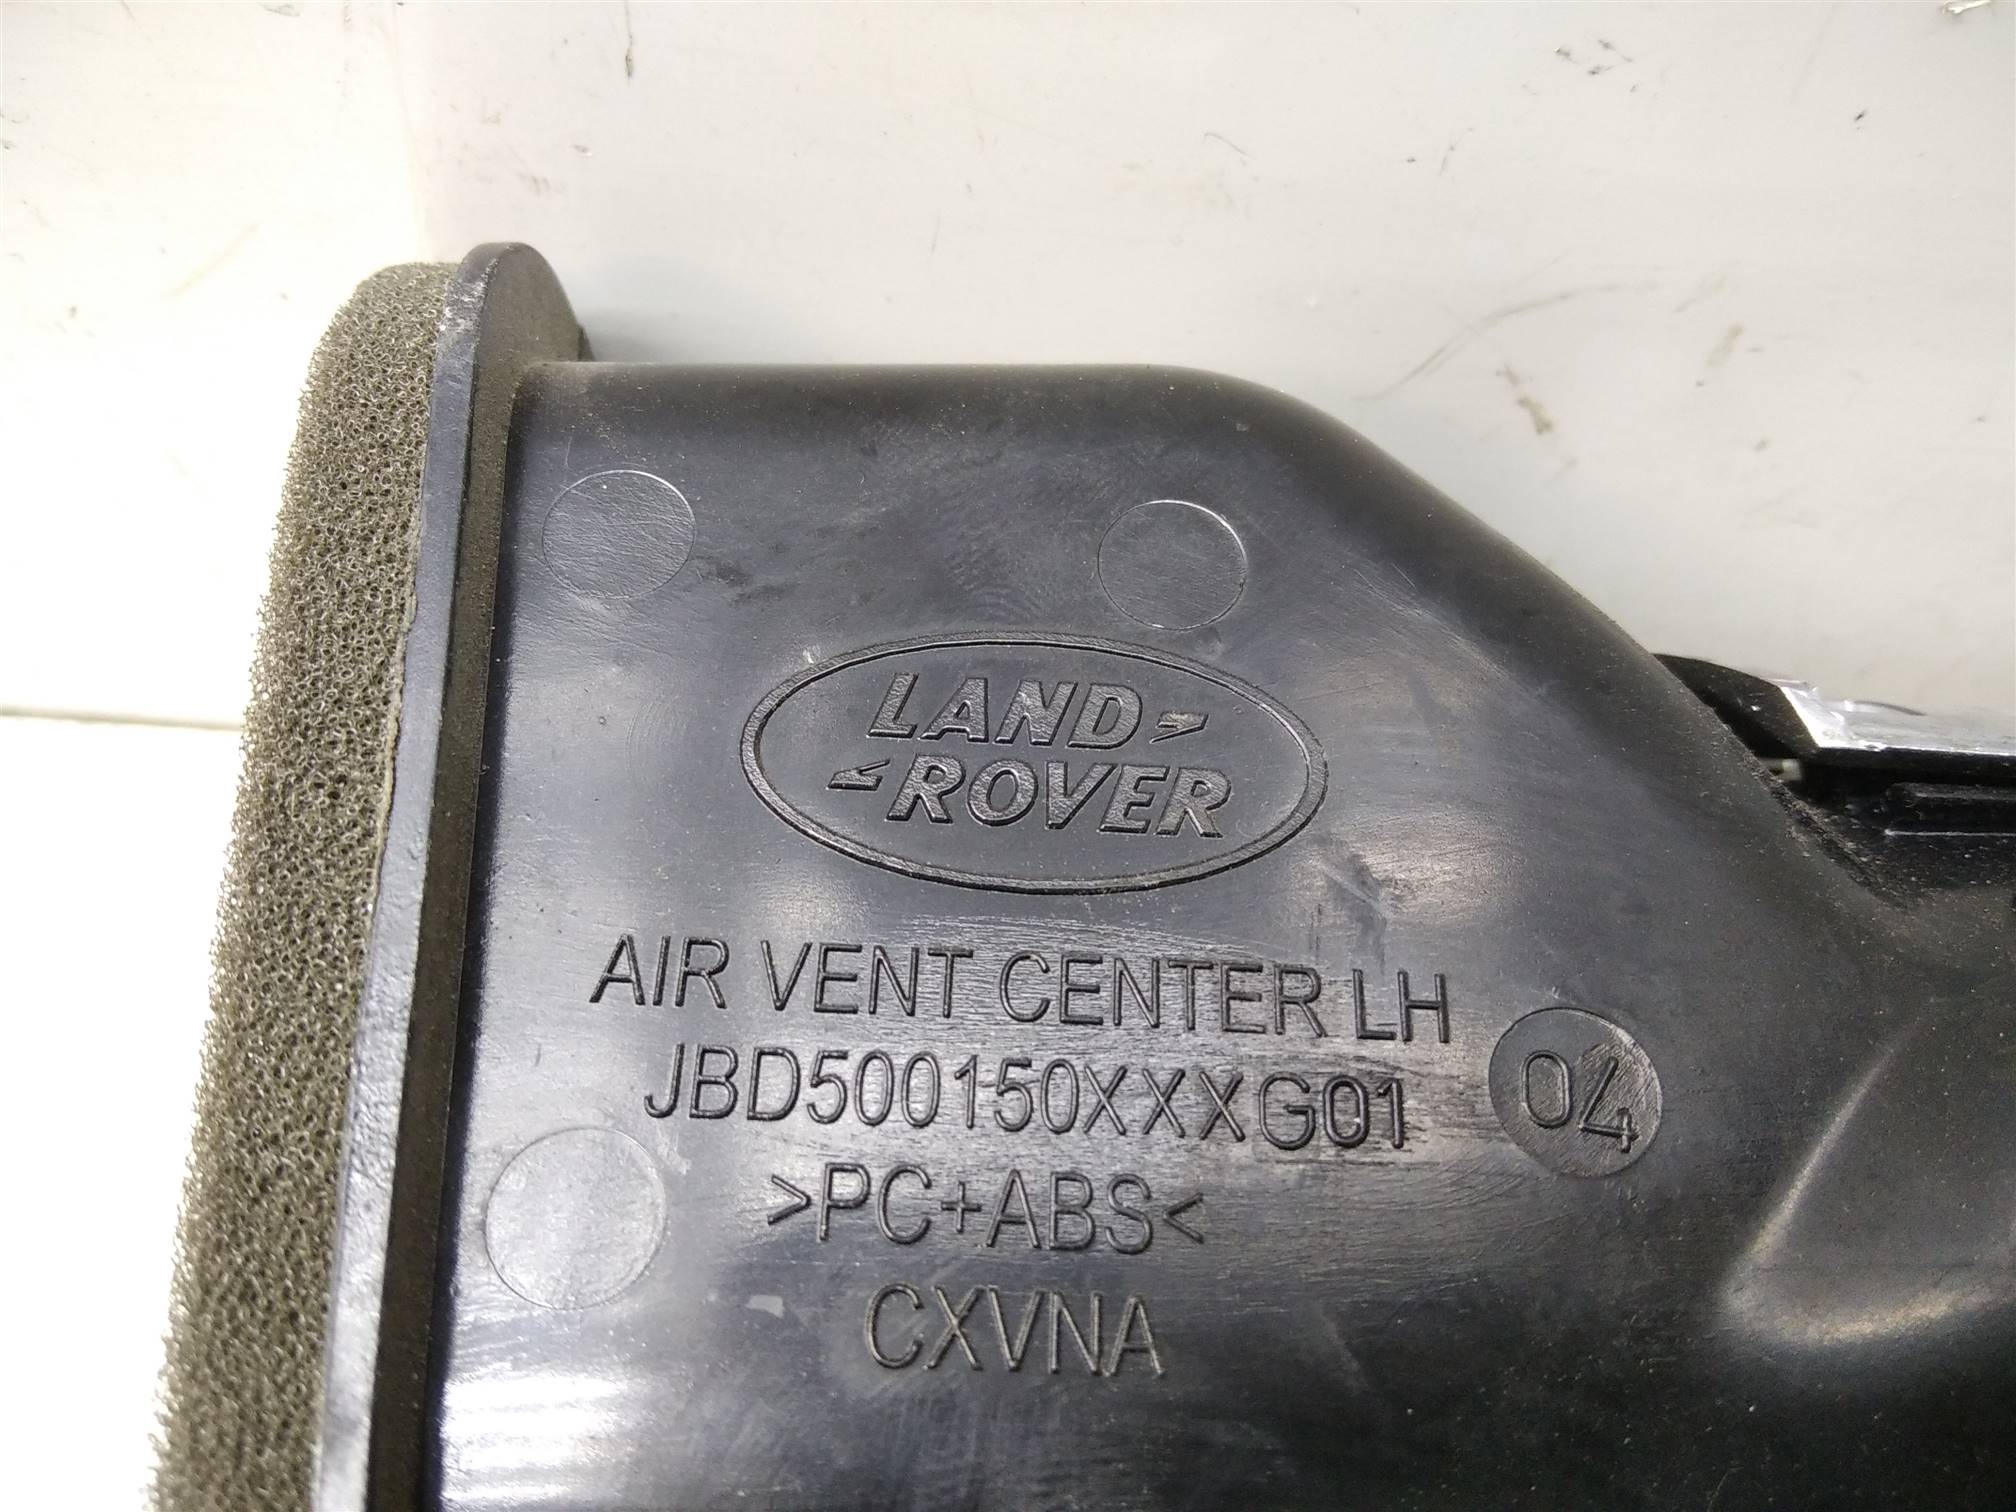 LAND
ROVER
AIR VENT CENTER LH
JBD500150XXXG01
04
>PC+ABS<
CXVNA